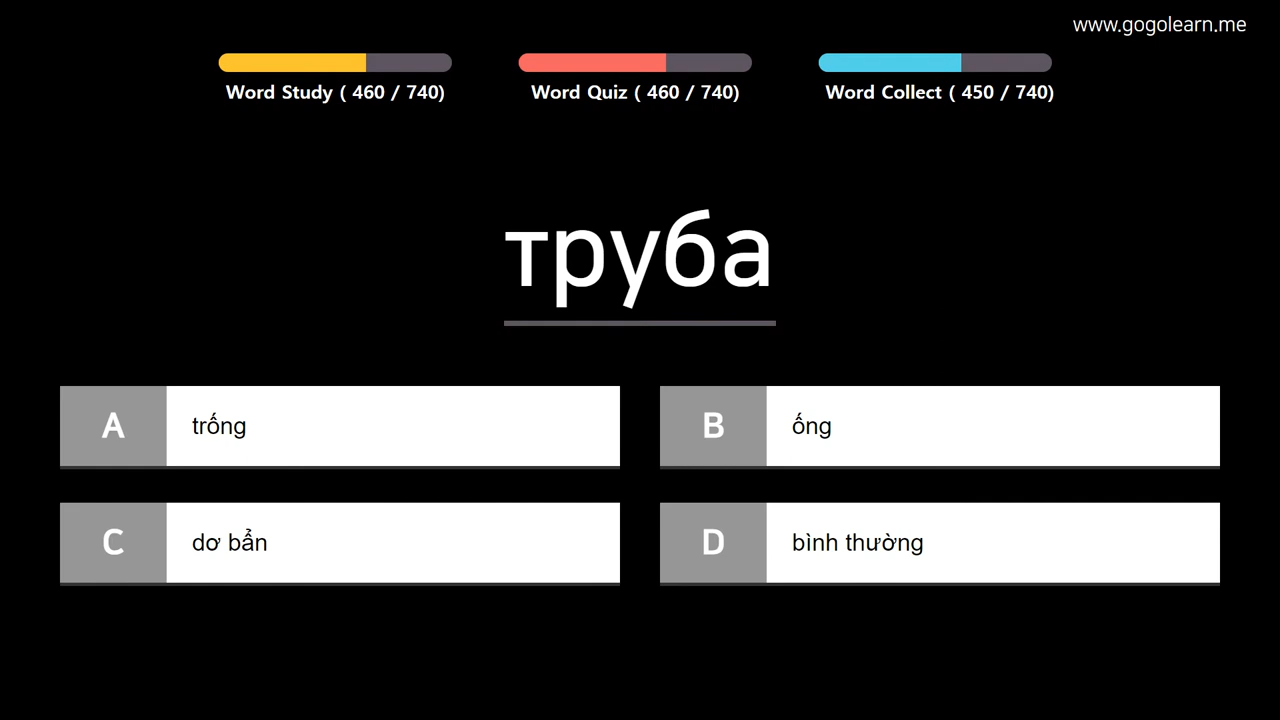 www.gogolearn.me
Word Study ( 460 / 740)
Word Quiz ( 460 / 740)
Word Collect ( 450 / 740)
труба
A trống
B ống
C dơ bẩn
D bình thường